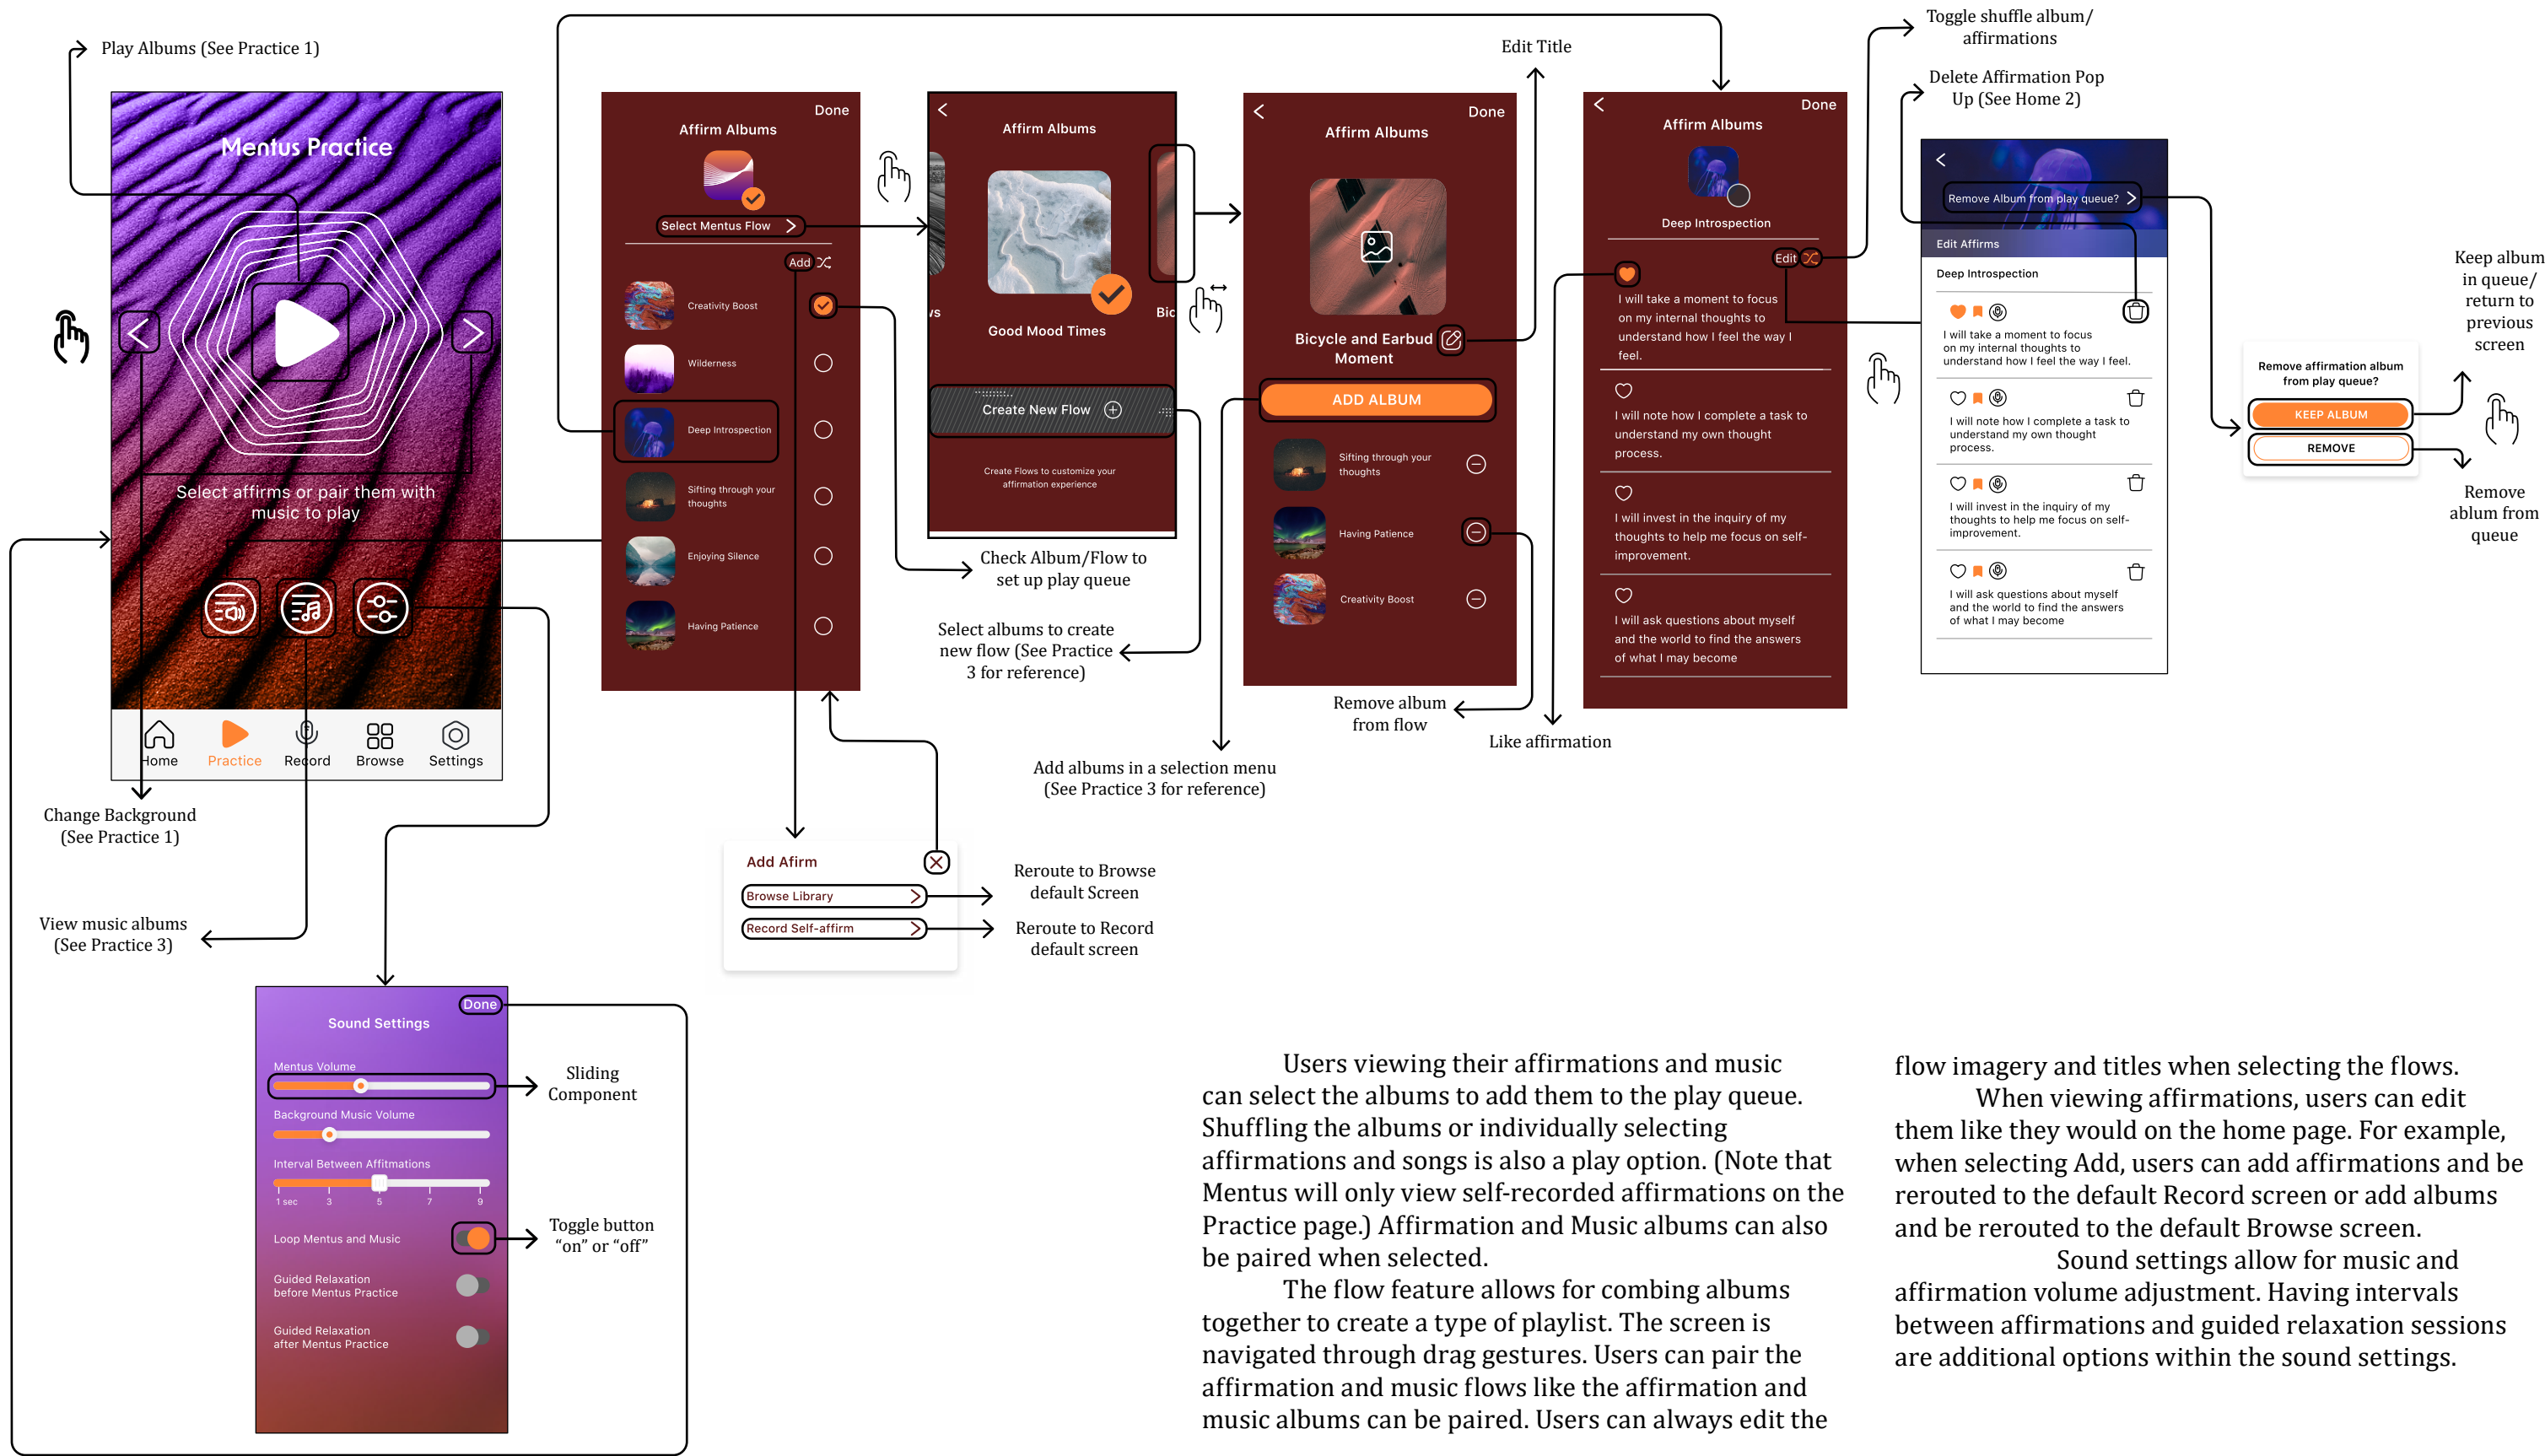 Play Albums (See Practice 1)
Mentus Practice
Select affirms or pair them with
music to play
Home
Practice
Record
Browse
Settings
Change Background
(See Practice 1)
View music albums
(See Practice 3)
Done
Sound Settings
Mentus Volume
Background Music Volume
Interval Between Affitmations
1 sec
3
5
7
9
Loop Mentus and Music
Guided Relaxation
before Mentus Practice
Guided Relaxation
after Mentus Practice
Sliding
Component
Toggle button
“on” or “off”
Done
Affirm Albums
Select Mentus Flow
Add
Creativity Boost
Wilderness
Deep Introspection
Sifting through your
thoughts
Enjoying Silence
Having Patience
Add Afirm
Browse Library
Record Self-affirm
Reroute to Browse
default Screen
Reroute to Record
default screen
Affirm Albums
vs
Good Mood Times
Bic
Create New Flow
Create Flows to customize your
affirmation experience
Check Album/Flow to
set up play queue
Select albums to create
new flow (See Practice
3 for reference)
Edit Title
Done
Affirm Albums
Bicycle and Earbud
Moment
ADD ALBUM
Sifting through your
thoughts
Having Patience
Creativity Boost
Remove album
from flow
Add albums in a selection menu
(See Practice 3 for reference)
Done
Affirm Albums
Deep Introspection
Edit
I will take a moment to focus
on my internal thoughts to
understand how I feel the way I
feel.
I will note how I complete a task to
understand my own thought
process.
I will invest in the inquiry of my
thoughts to help me focus on self-
improvement.
I will ask questions about myself
and the world to find the answers
of what I may become
Like affirmation
Toggle shuffle album/
affirmations
Delete Affirmation Pop
Up (See Home 2)
Remove Album from play queue?
Edit Affirms
Deep Introspection
I will take a moment to focus
on my internal thoughts to
understand how I feel the way I feel.
I will note how I complete a task to
understand my own thought
process.
I will invest in the inquiry of my
thoughts to help me focus on self-
improvement.
I will ask questions about myself
and the world to find the answers
of what I may become
Remove affirmation album
from play queue?
KEEP ALBUM
REMOVE
Keep album
in queue/
return to
previous
screen
Remove
ablum from
queue
Users viewing their affirmations and music
can select the albums to add them to the play queue.
Shuffling the albums or individually selecting
affirmations and songs is also a play option. (Note that
Mentus will only view self-recorded affirmations on the
Practice page.) Affirmation and Music albums can also
be paired when selected.
The flow feature allows for combing albums
together to create a type of playlist. The screen is
navigated through drag gestures. Users can pair the
affirmation and music flows like the affirmation and
music albums can be paired. Users can always edit the
flow imagery and titles when selecting the flows.
When viewing affirmations, users can edit
them like they would on the home page. For example,
when selecting Add, users can add affirmations and be
rerouted to the default Record screen or add albums
and be rerouted to the default Browse screen.
Sound settings allow for music and
affirmation volume adjustment. Having intervals
between affirmations and guided relaxation sessions
are additional options within the sound settings.